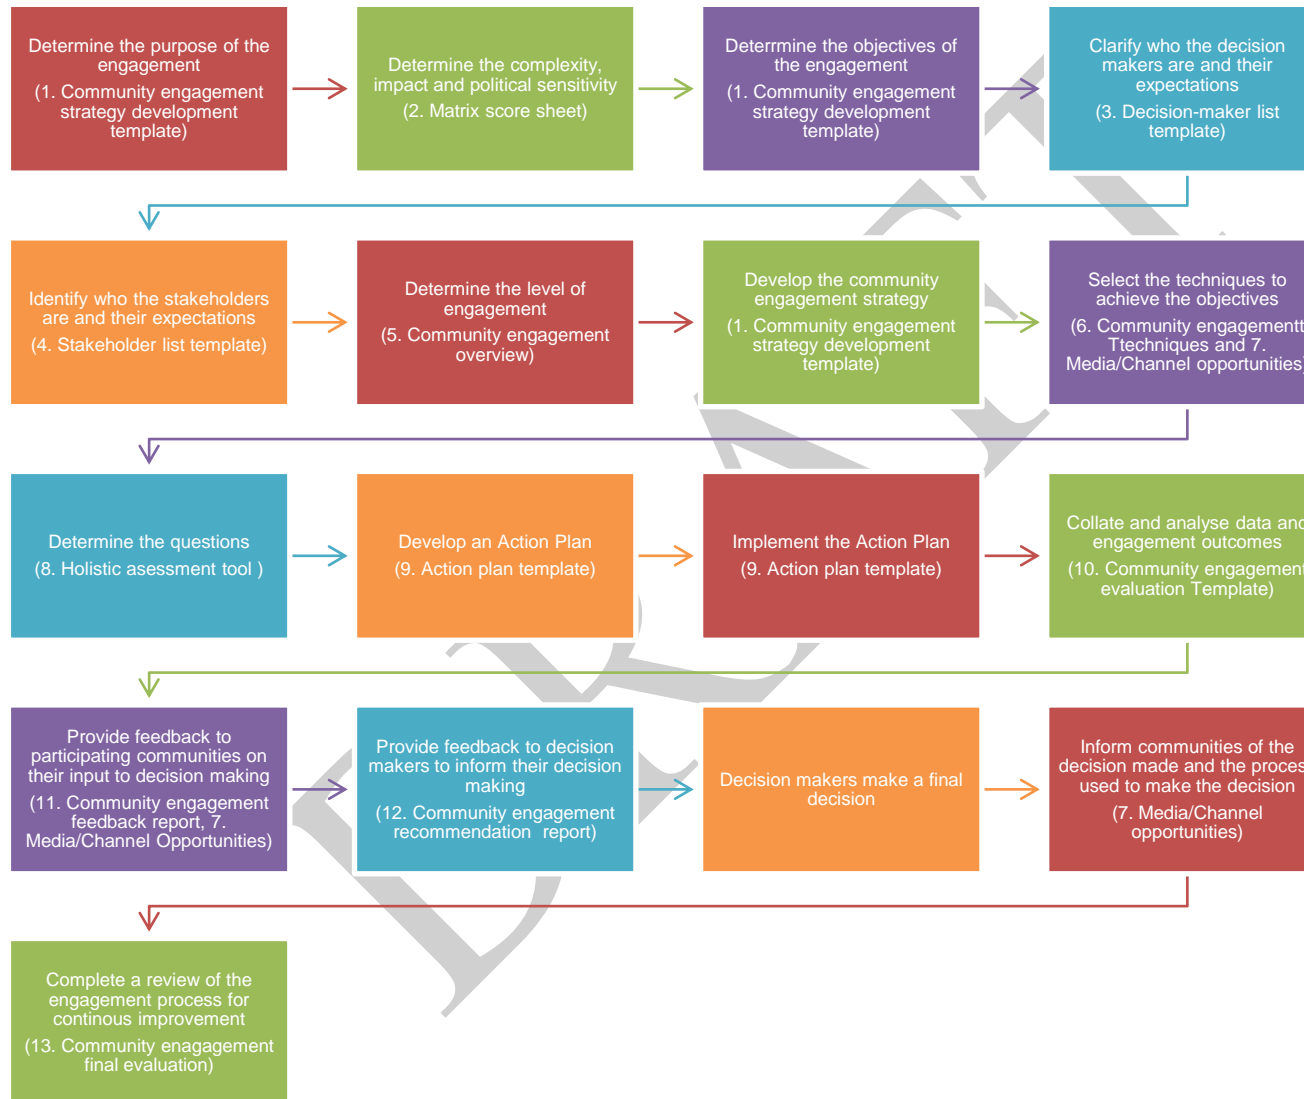 Determine the purpose of the
engagement
(1. Community engagement
strategy development
template)
Determine the complexity,
impact and political sensitivity
(2. Matrix score sheet)
Deterrmine the objectives of
the engagement
(1. Community engagement
strategy development
template)
Clarify who the decision
makers are and their
expectations
(3. Decision-maker list
template)
Identify who the stakeholders
are and their expectations
(4. Stakeholder list template)
Determine the level of
engagement
(5. Community engagement
overview)
Develop the community
engagement strategy
(1. Community engagement
strategy development
template)
Select the techniques to
achieve the objectives
(6. Community engagementt
Ttechniques and 7.
Media/Channel opportunities)
Determine the questions
(8. Holistic asessment tool )
Develop an Action Plan
(9. Action plan template)
Implement the Action Plan
(9. Action plan template)
Collate and analyse data and
engagement outcomes
(10. Community engagement
evaluation Template)
Provide feedback to
participating communities on
their input to decision making
(11. Community engagement
feedback report, 7.
Media/Channel Opportunities)
Provide feedback to decision
makers to inform their decision
making
(12. Community engagement
recommendation  report)
Decision makers make a final
decision
Inform communities of the
decision made and the process
used to make the decision
(7. Media/Channel
opportunities)
Complete a review of the
engagement process for
continous improvement
(13. Community enagagement
final evaluation)
DRAFT